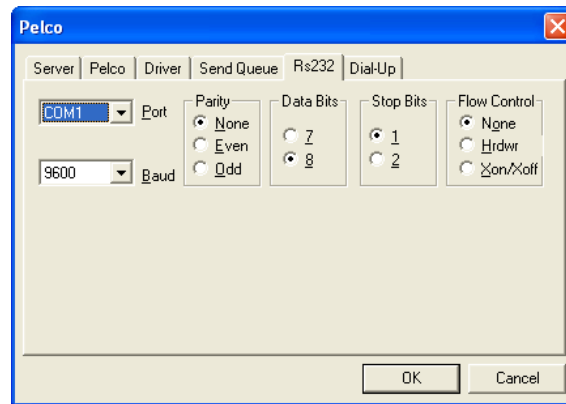 Pelco
Server Pelco Driver Send Queue Rs232 Dial-Up
COM1 Port
9600 Baud
Parity
None
Even
Odd
Data Bits
7
8
Stop Bits
1
2
Flow Control
None
Hrdwr
Xon/Xoff
OK Cancel